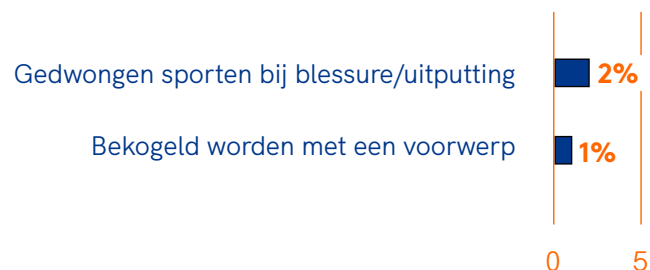 Gedwongen sporten bij blessure/uitputting 2%
Bekogeld worden met een voorwerp 1%
0 5